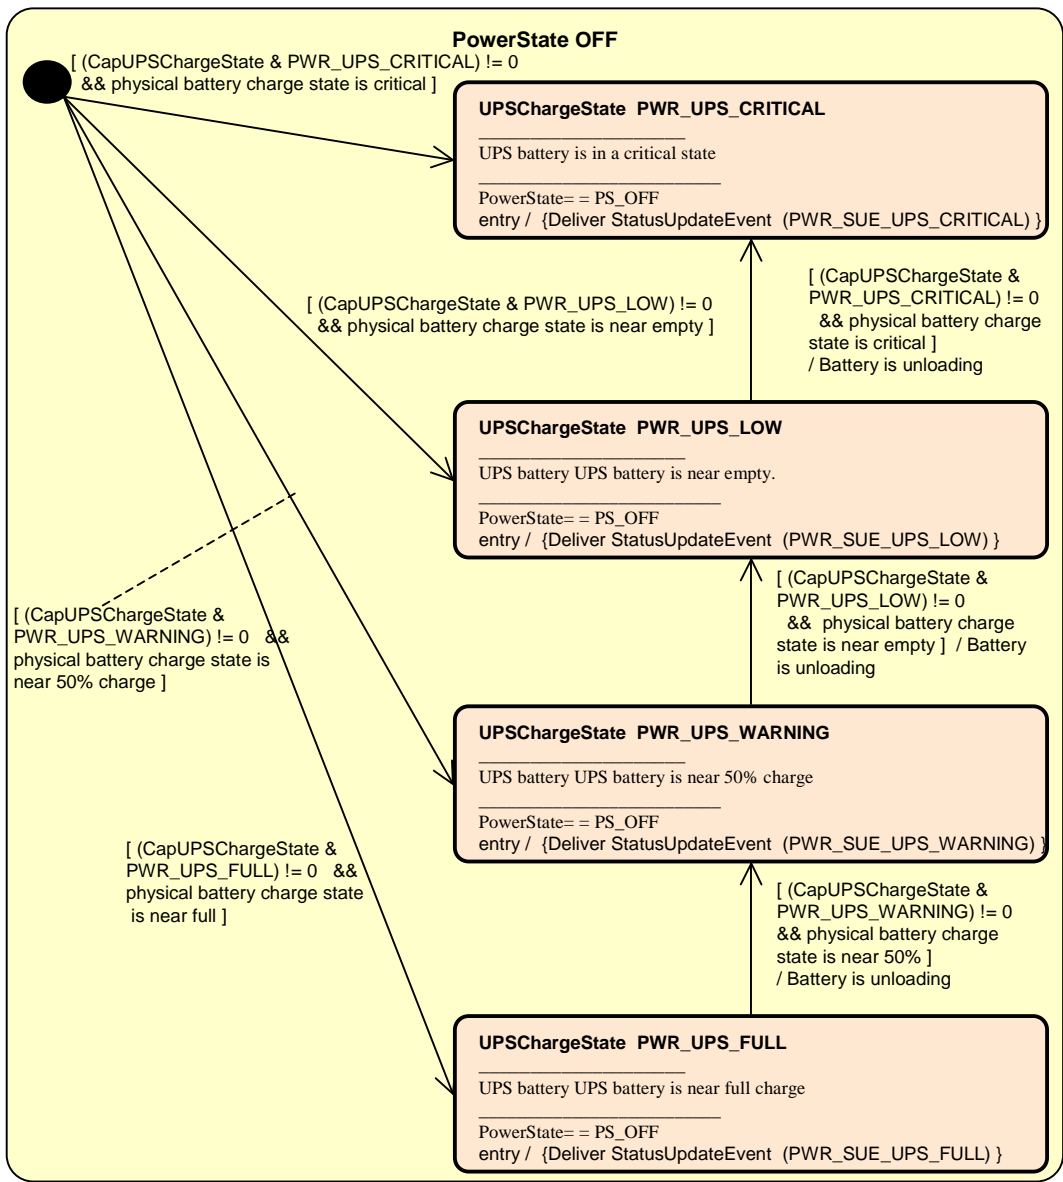 PowerState OFF
[ (CapUPSChargeState & PWR_UPS_CRITICAL) != 0
&& physical battery charge state is critical ]
UPSChargeState PWR_UPS_CRITICAL
UPS battery is in a critical state
PowerState= = PS_OFF
entry / {Deliver StatusUpdateEvent (PWR_SUE_UPS_CRITICAL) }
[ (CapUPSChargeState &
PWR_UPS_CRITICAL) != 0
&& physical battery charge
state is critical ]
/ Battery is unloading
[ (CapUPSChargeState & PWR_UPS_LOW) != 0
&& physical battery charge state is near empty ]
UPSChargeState PWR_UPS_LOW
UPS battery UPS battery is near empty.
PowerState= = PS_OFF
entry / {Deliver StatusUpdateEvent (PWR_SUE_UPS_LOW) }
[ (CapUPSChargeState &
PWR_UPS_LOW) != 0
&& physical battery charge
state is near empty ] / Battery
is unloading
[ (CapUPSChargeState &
PWR_UPS_WARNING) != 0 &&
physical battery charge state is
near 50% charge ]
UPSChargeState PWR_UPS_WARNING
UPS battery UPS battery is near 50% charge
PowerState= = PS_OFF
entry / {Deliver StatusUpdateEvent (PWR_SUE_UPS_WARNING) }
[ (CapUPSChargeState &
PWR_UPS_FULL) != 0 &&
physical battery charge state
is near full ]
[ (CapUPSChargeState &
PWR_UPS_WARNING) != 0
&& physical battery charge
state is near 50% ]
/ Battery is unloading
UPSChargeState PWR_UPS_FULL
UPS battery UPS battery is near full charge
PowerState= = PS_OFF
entry / {Deliver StatusUpdateEvent (PWR_SUE_UPS_FULL) }